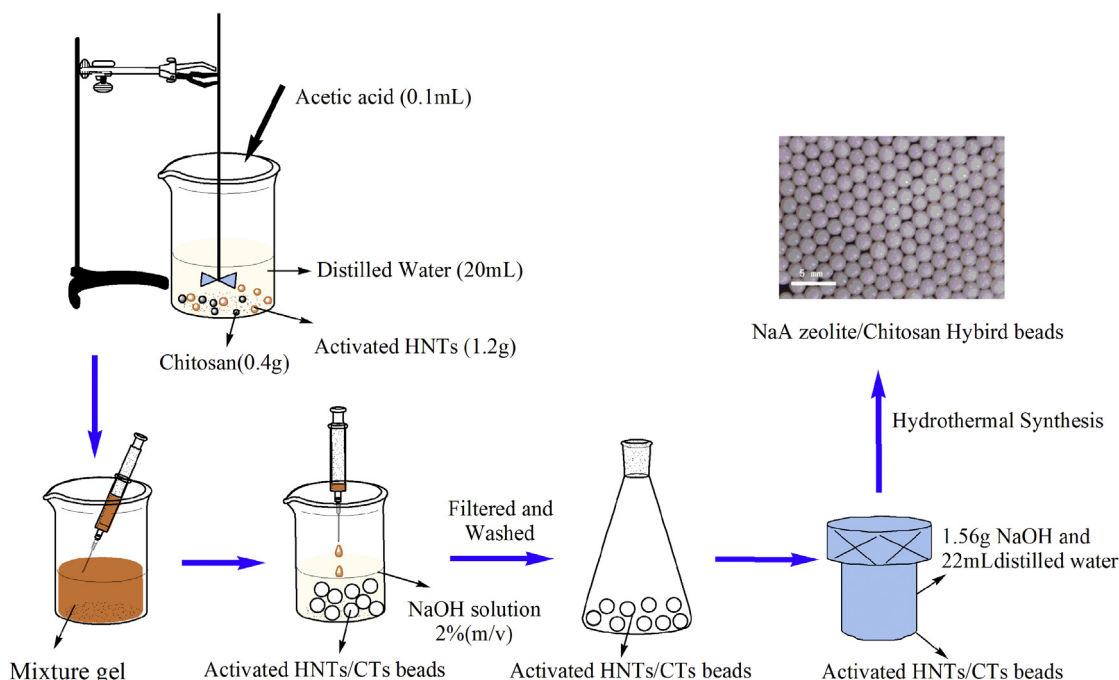 Acetic acid (0.1mL)
Distilled Water (20mL)
Activated HNTs (1.2g)
Chitosan(0.4g)
5 mm
NaA zeolite/Chitosan Hybird beads
Hydrothermal Synthesis
Filtered and
Washed
1.56g NaOH and
22mLdistilled water
NaOH solution
2%(m/v)
Mixture gel
Activated HNTs/CTs beads
Activated HNTs/CTs beads
Activated HNTs/CTs beads